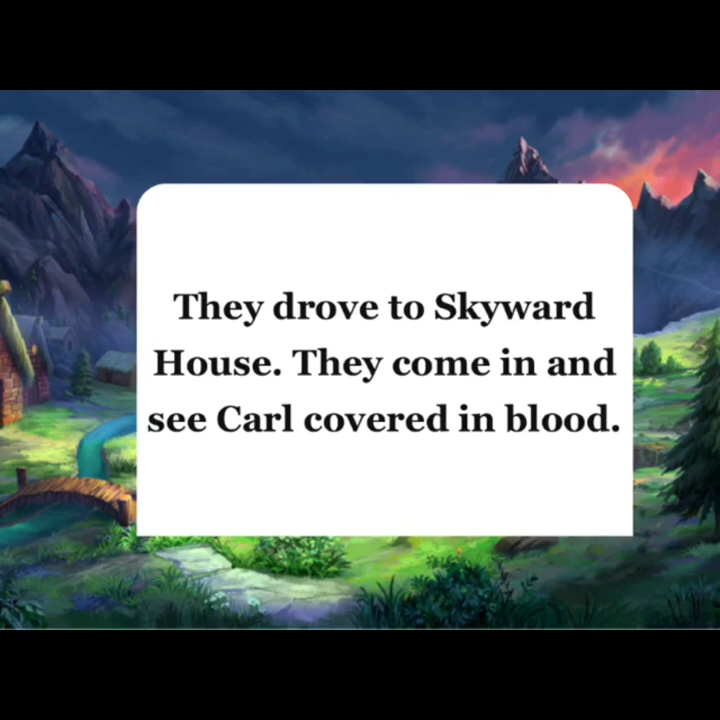 They drove to Skyward
House. They come in and
see Carl covered in blood.